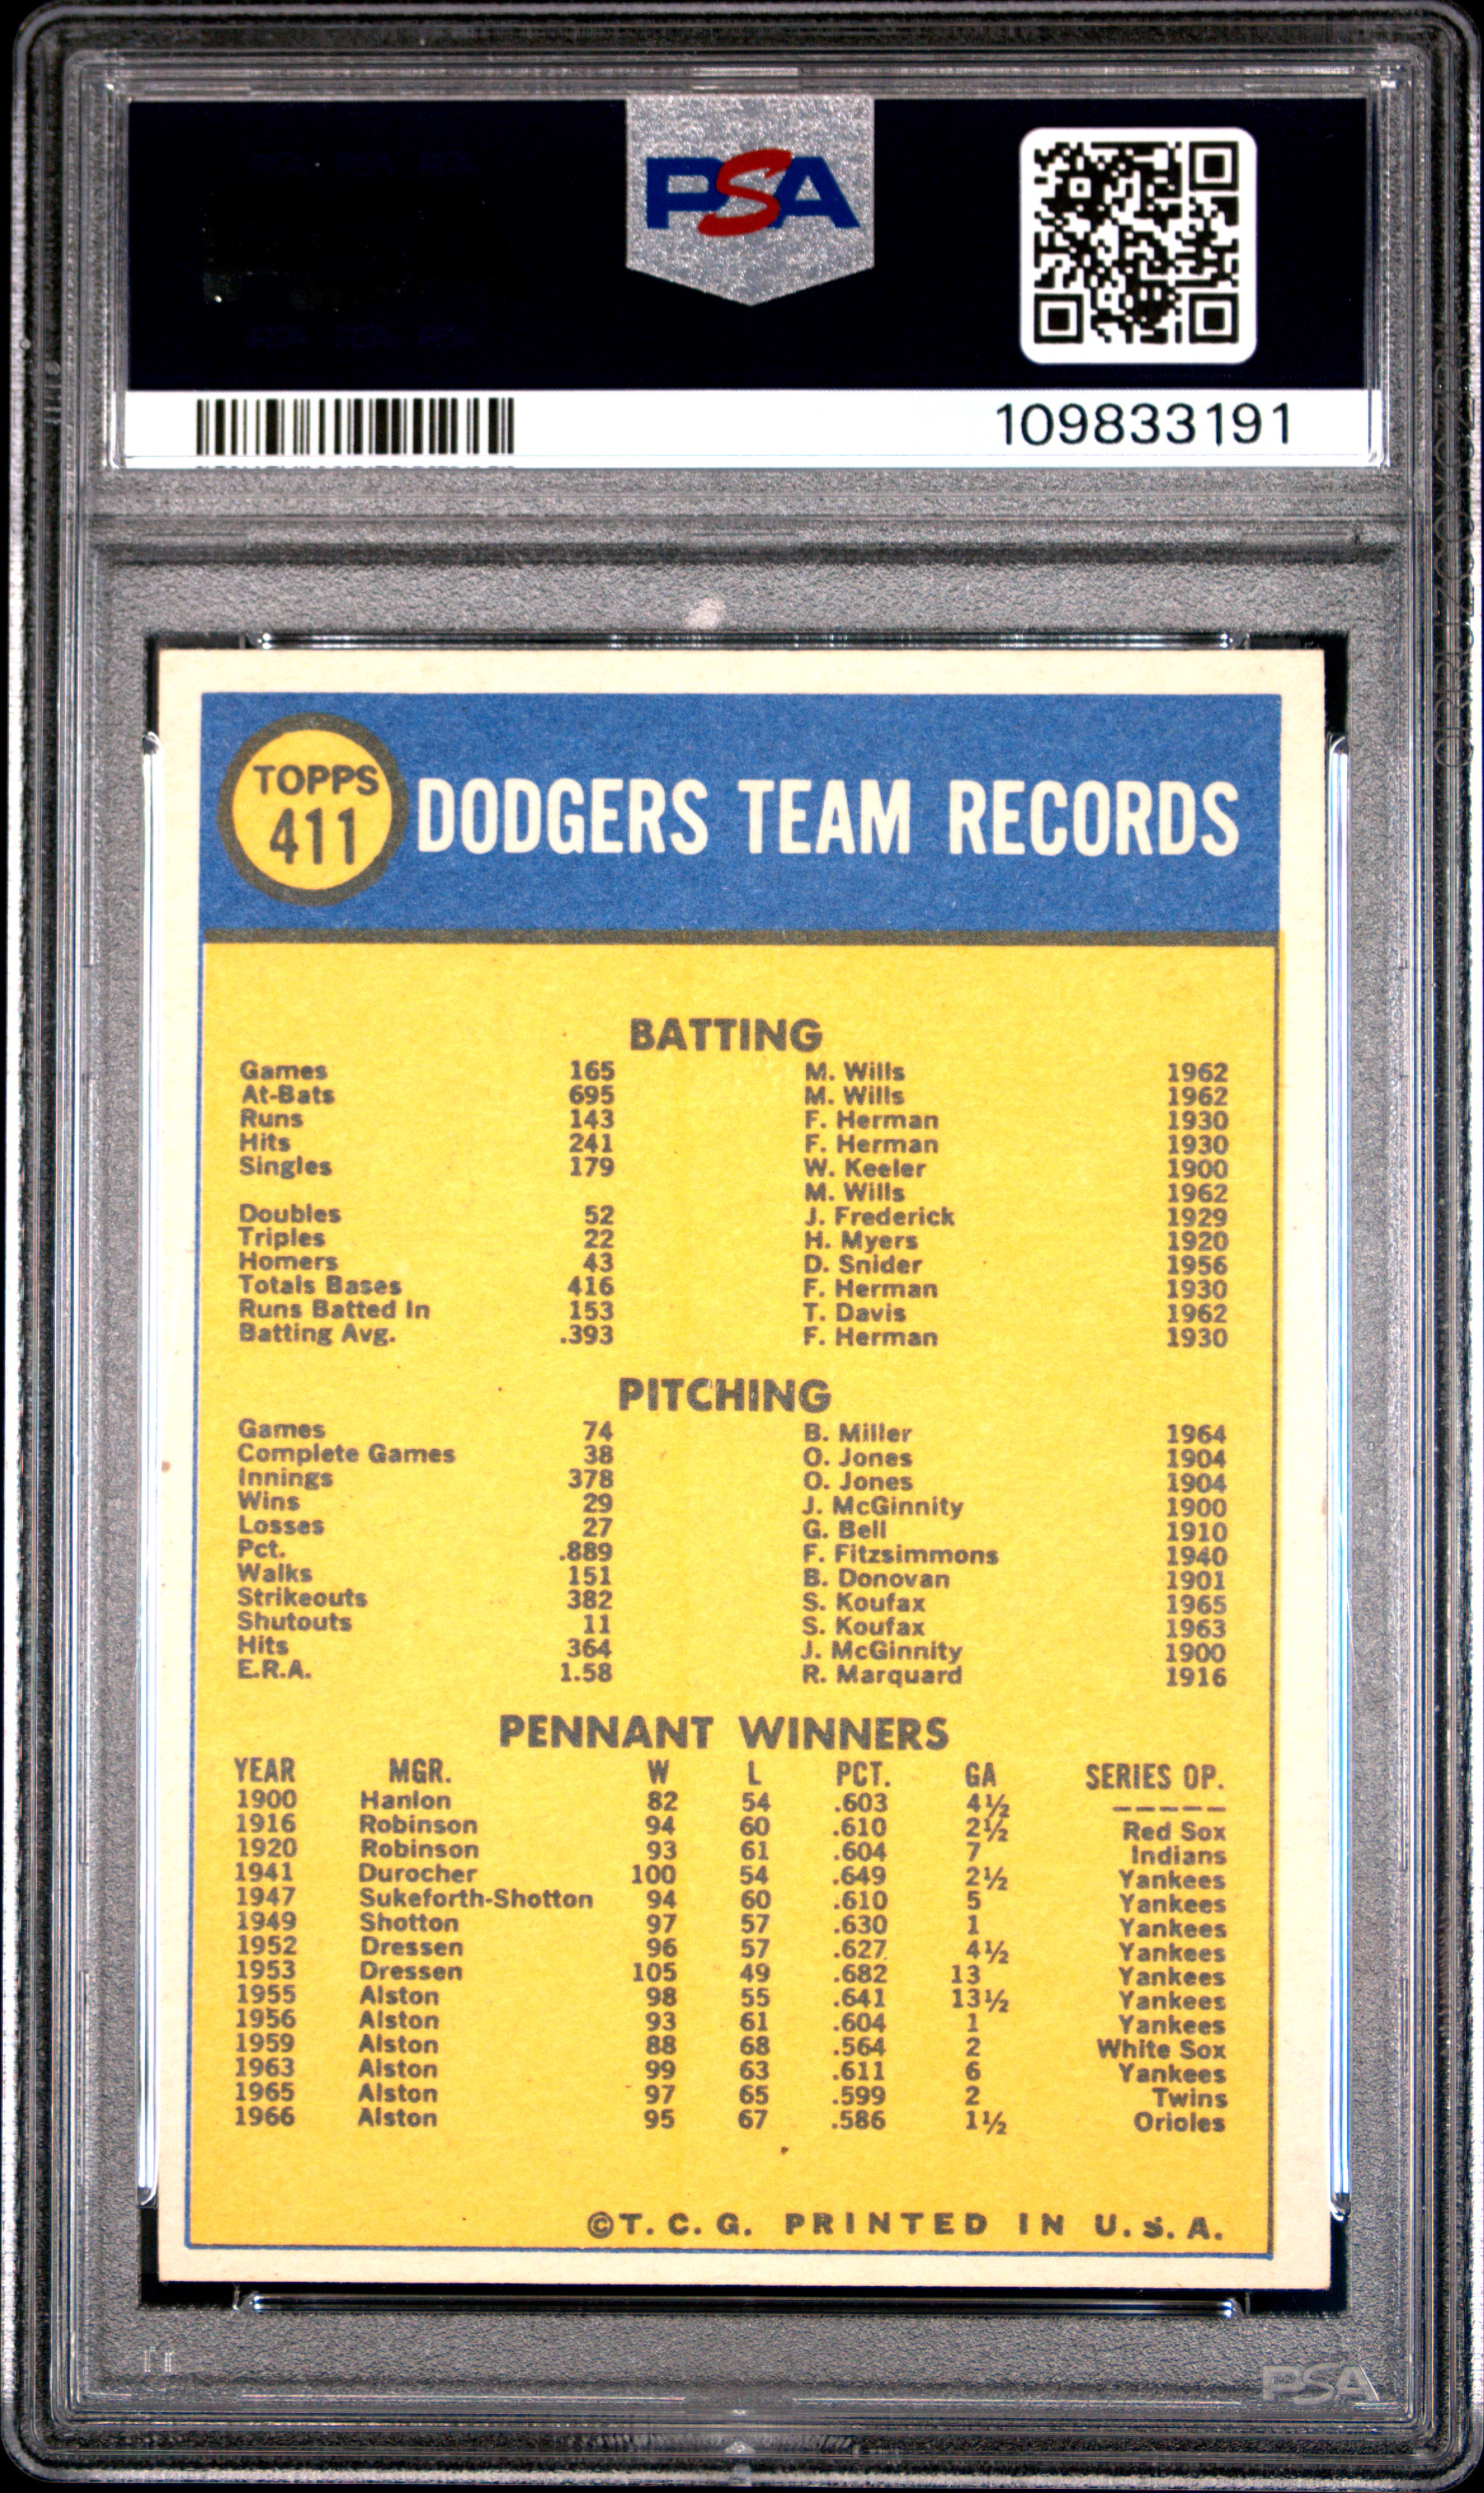 PSA
109833191
TOPPS
411
DODGERS TEAM RECORDS
BATTING
Games 165 M. Wills 1962
At-Bats 695 M. Wills 1962
Runs 143 F. Herman 1930
Hits 241 F. Herman 1930
Singles 179 W. Keeler 1900
M. Wills 1962
Doubles 52 J. Frederick 1929
Triples 22 H. Myers 1920
Homers 43 D. Snider 1956
Totals Bases 416 F. Herman 1930
Runs Batted In 153 T. Davis 1962
Batting Avg. .393 F. Herman 1930
PITCHING
Games 74 B. Miller 1964
Complete Games 38 O. Jones 1904
Innings 378 O. Jones 1904
Wins 29 J. McGinnity 1900
Losses 27 G. Bell 1910
Pct. .889 F. Fitzsimmons 1940
Walks 151 B. Donovan 1901
Strikeouts 382 S. Koufax 1965
Shutouts 11 S. Koufax 1963
Hits 364 J. McGinnity 1900
E.R.A. 1.58 R. Marquard 1916
PENNANT WINNERS
YEAR MGR. W L PCT. GA SERIES OP.
1900 Hanlon 82 54 .603 4½ -----
1916 Robinson 94 60 .610 2½ Red Sox
1920 Robinson 93 61 .604 7 Indians
1941 Durocher 100 54 .649 2½ Yankees
1947 Sukeforth-Shotton 94 60 .610 5 Yankees
1949 Shotton 97 57 .630 1 Yankees
1952 Dressen 96 57 .627 4½ Yankees
1953 Dressen 105 49 .682 13 Yankees
1955 Alston 98 55 .641 13½ Yankees
1956 Alston 93 61 .604 1 Yankees
1959 Alston 88 68 .564 2 White Sox
1963 Alston 99 63 .611 6 Yankees
1965 Alston 97 65 .599 2 Twins
1966 Alston 95 67 .586 1½ Orioles
©T. C. G. PRINTED IN U. S. A.
PSA